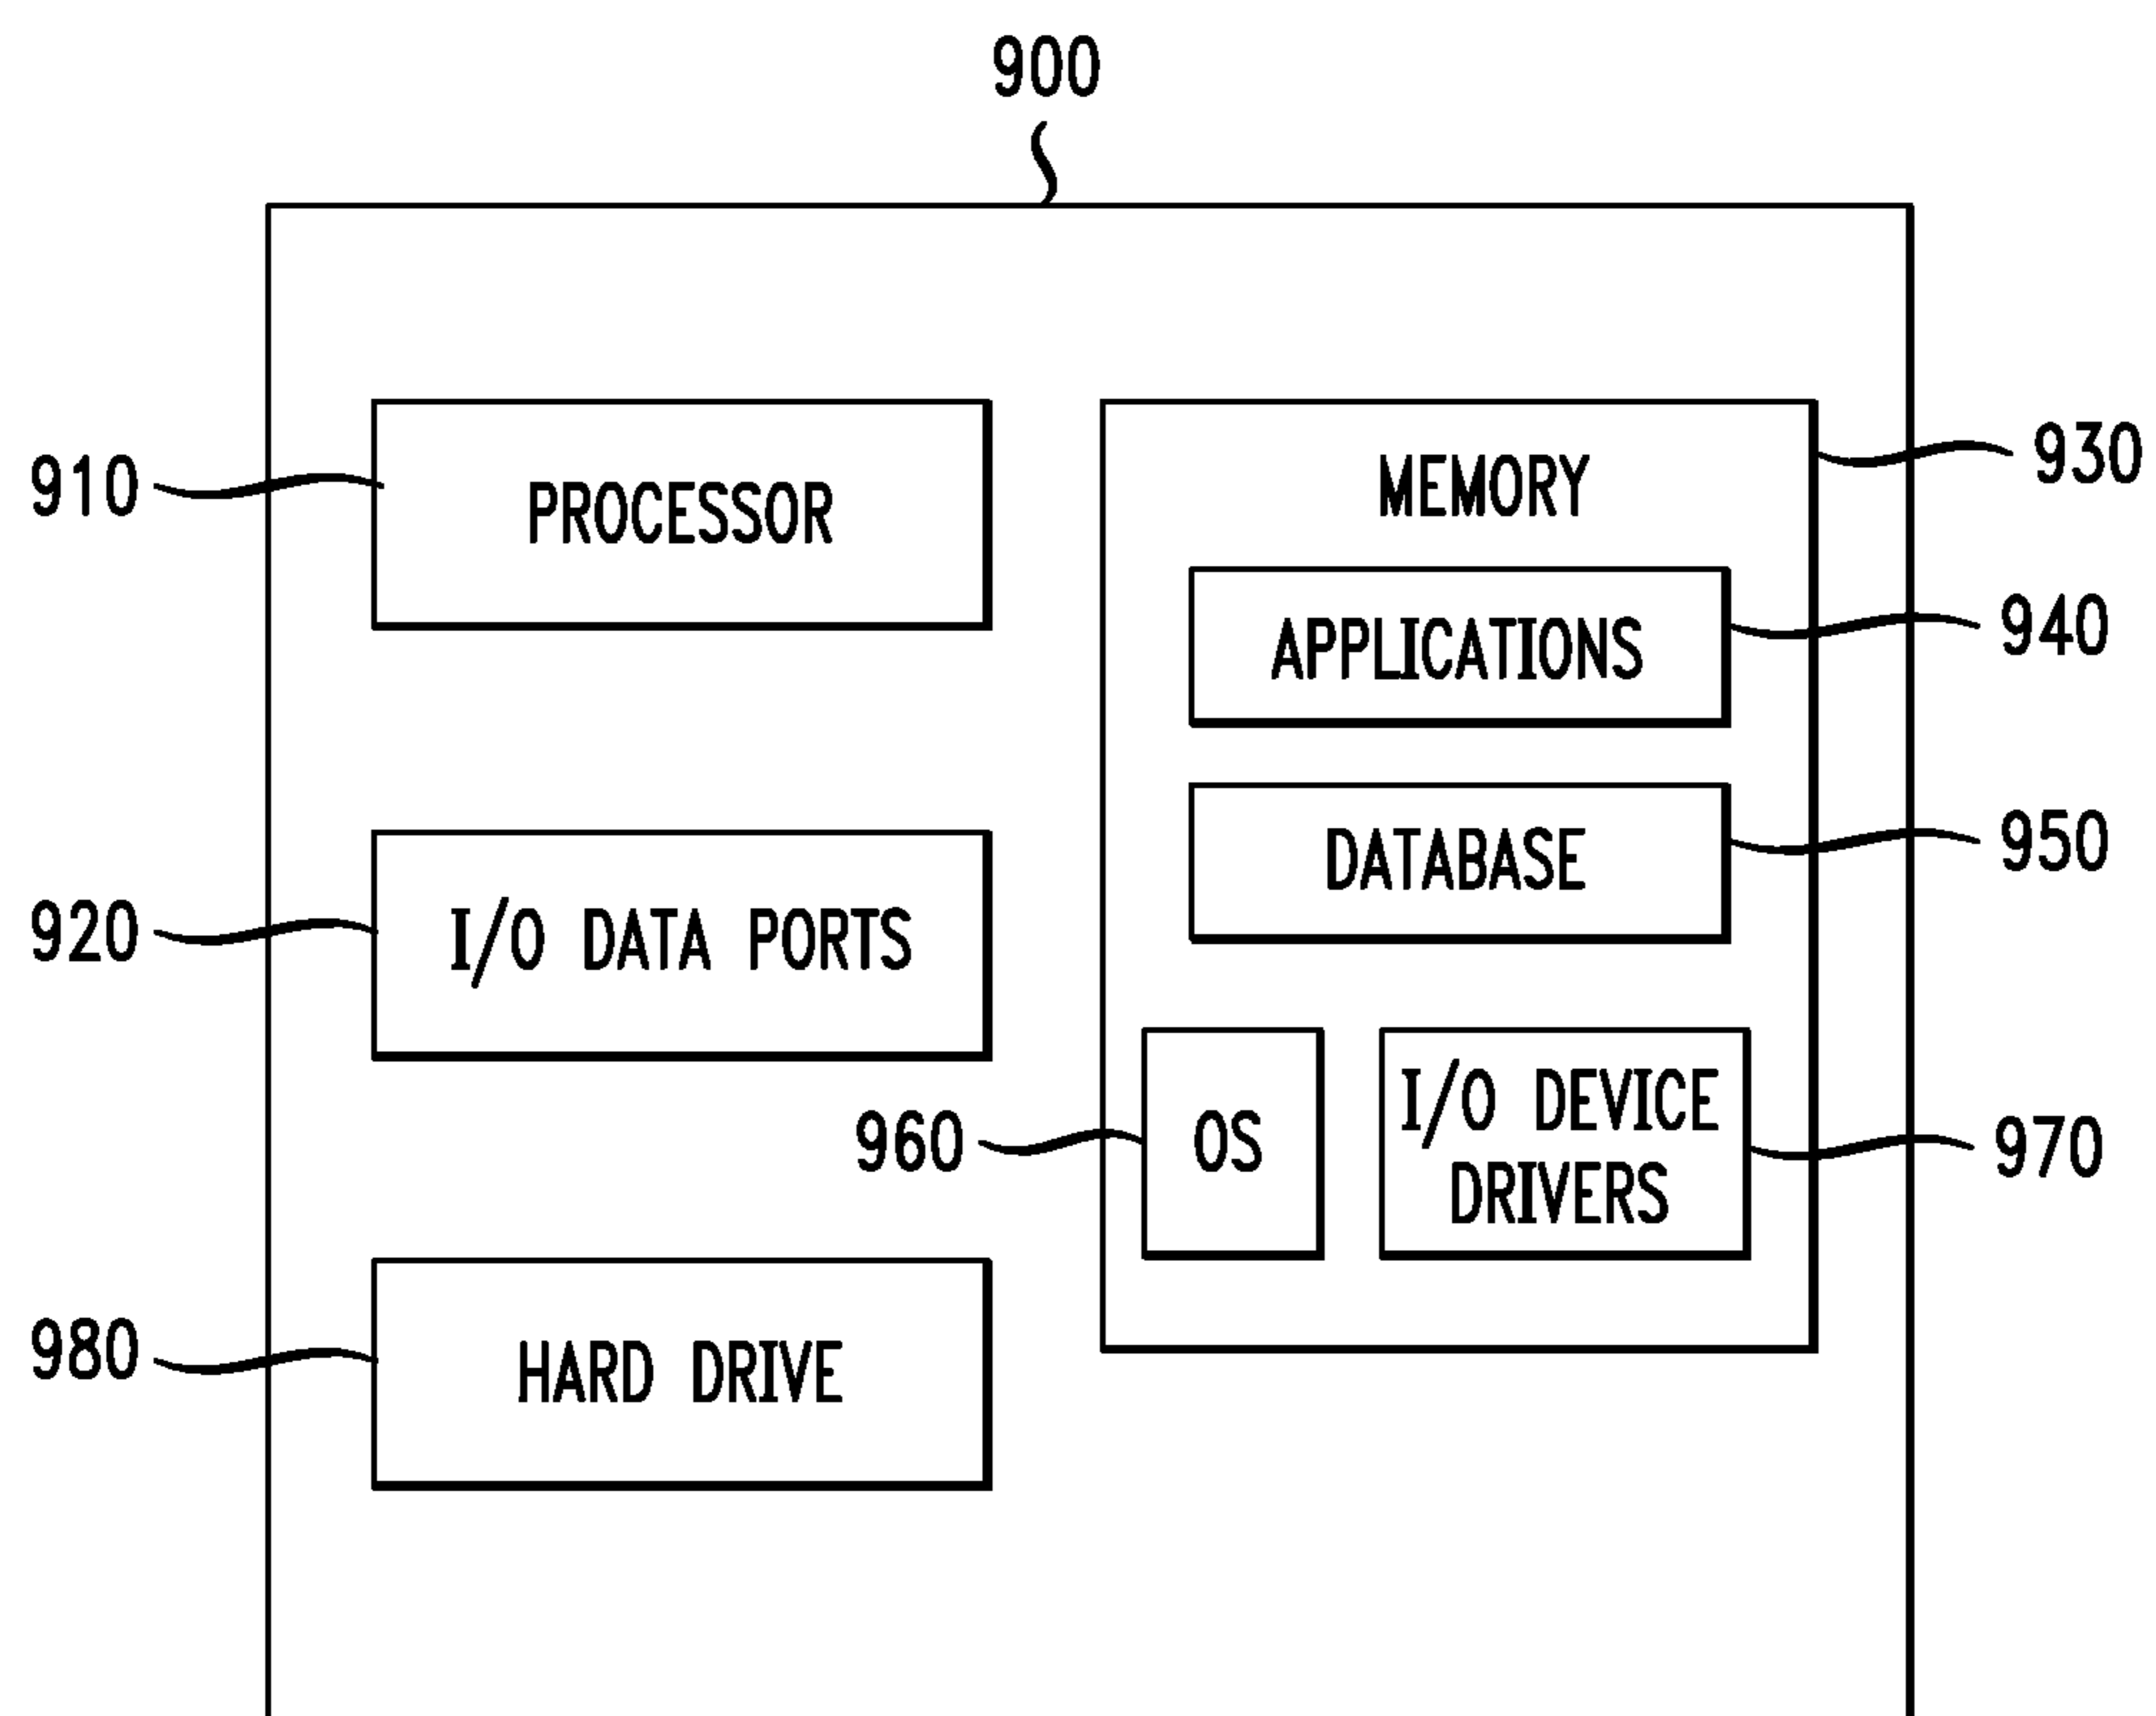 900
910
PROCESSOR
MEMORY
930
APPLICATIONS
940
DATABASE
950
920
I/O DATA PORTS
960
OS
I/O DEVICE
DRIVERS
970
980
HARD DRIVE